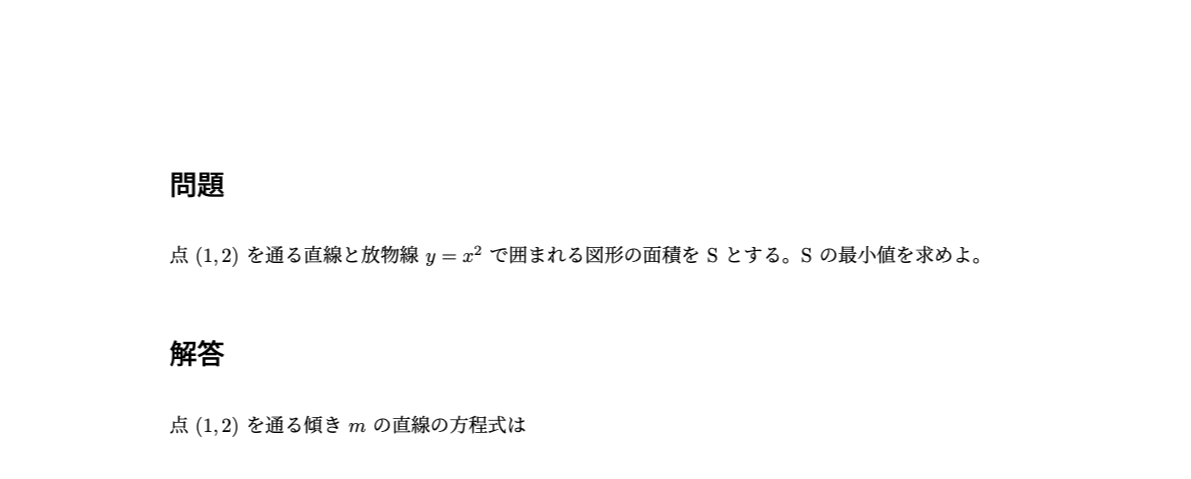 問題
点 (1, 2) を通る直線と放物線 y = x² で囲まれる図形の面積を S とする。S の最小値を求めよ。
解答
点 (1, 2) を通る傾き m の直線の方程式は